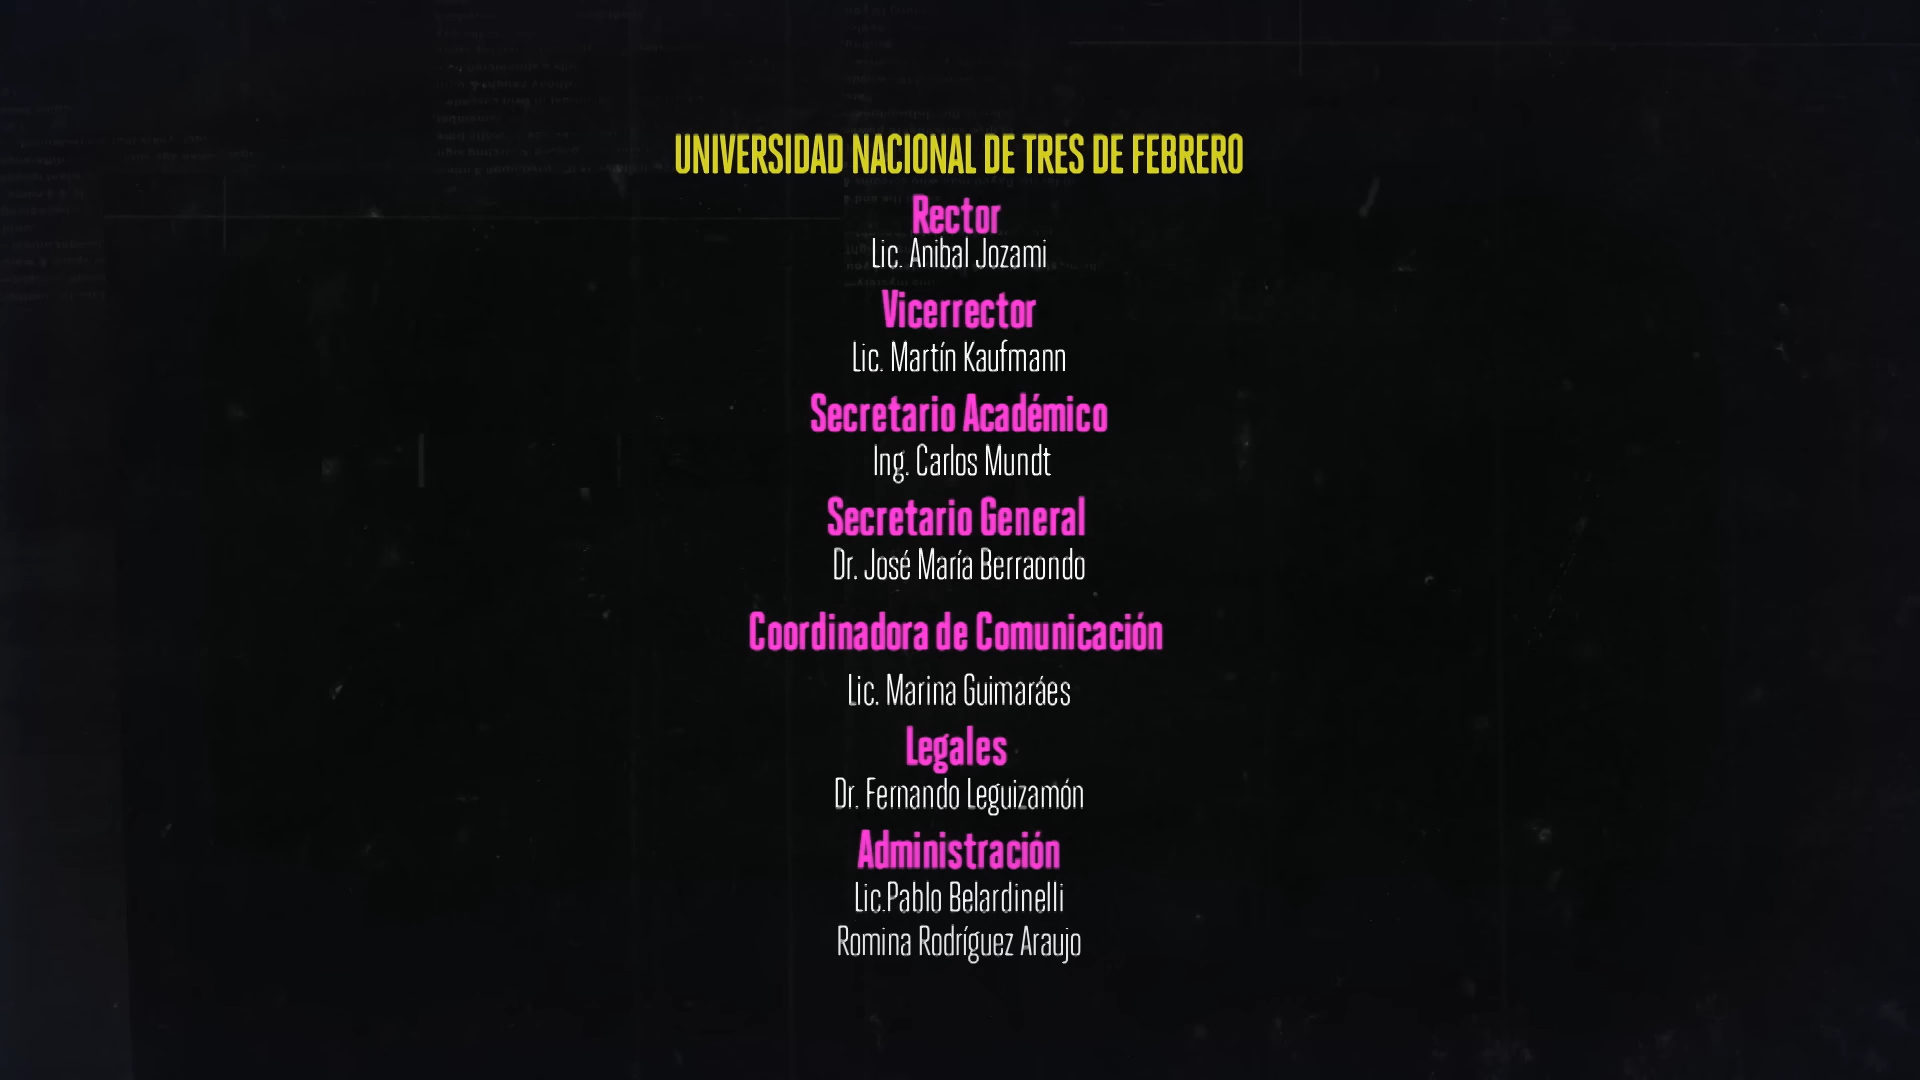 UNIVERSIDAD NACIONAL DE TRES DE FEBRERO
Rector
Lic. Anibal Jozami
Vicerrector
Lic. Martín Kaufmann
Secretario Académico
Ing. Carlos Mundt
Secretario General
Dr. José María Berraondo
Coordinadora de Comunicación
Lic. Marina Guimaráes
Legales
Dr. Fernando Leguizamón
Administración
Lic.Pablo Belardinelli
Romina Rodríguez Araujo